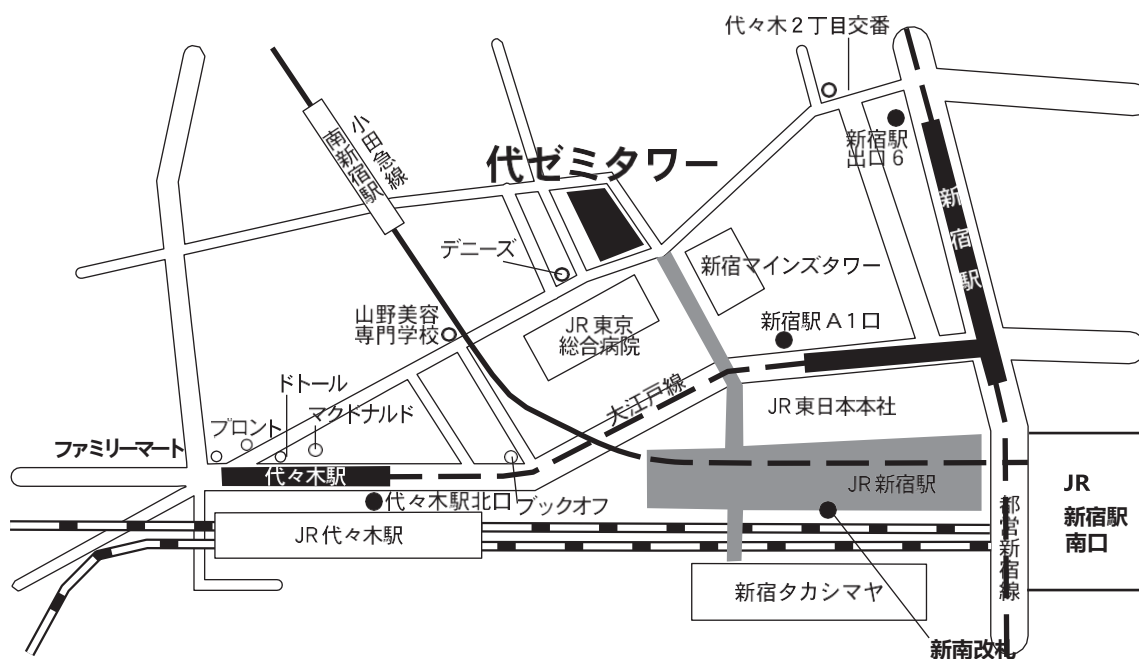 代々木２丁目交番
新宿駅
出口６
新宿駅
小田急線
南新宿駅
代ゼミタワー
デニーズ
新宿マインズタワー
山野美容
専門学校
JR東京
総合病院
新宿駅Ａ１口
ドトール
マクドナルド
プロント
大江戸線
JR東日本本社
ファミリーマート
代々木駅
JR新宿駅
代々木駅北口
ブックオフ
JR代々木駅
都営新宿線
JR
新宿駅
南口
新宿タカシマヤ
新南改札